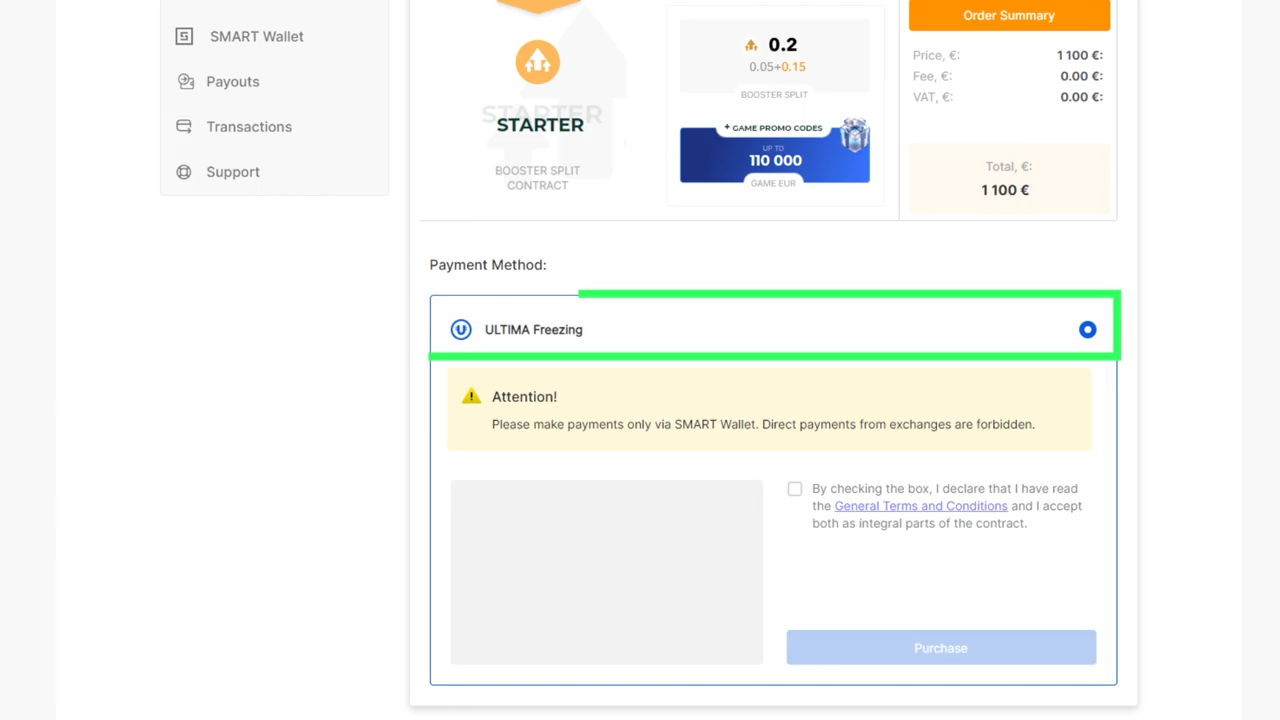 SMART Wallet
Payouts
Transactions
Support
STARTER
STARTER
BOOSTER SPLIT
CONTRACT
0.2
0.05+0.15
BOOSTER SPLIT
+ GAME PROMO CODES
UP TO
110 000
GAME EUR
Order Summary
Price, €: 1 100 €:
Fee, €: 0.00 €:
VAT, €: 0.00 €:
Total, €:
1 100 €
Payment Method:
ULTIMA Freezing
Attention!
Please make payments only via SMART Wallet. Direct payments from exchanges are forbidden.
By checking the box, I declare that I have read
the General Terms and Conditions and I accept
both as integral parts of the contract.
Purchase